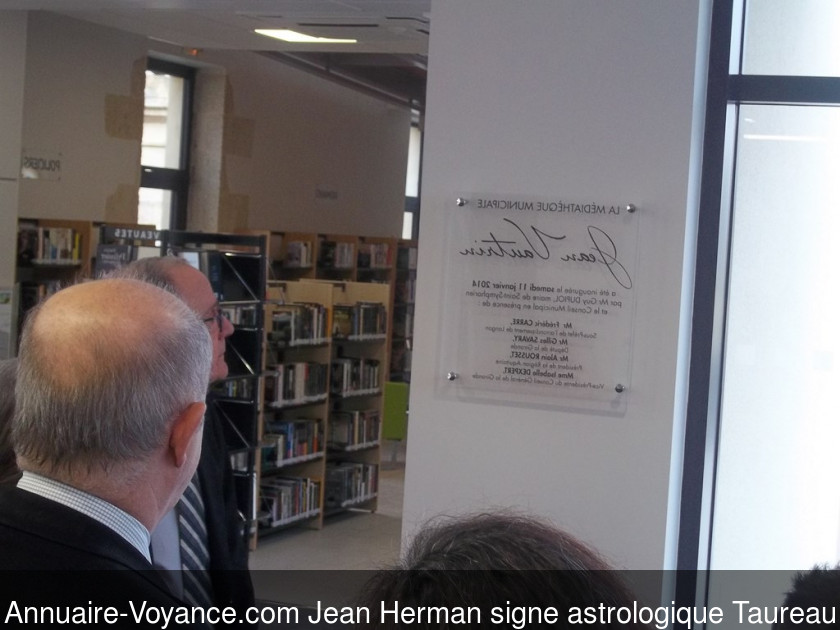 POLICIERS
VEAUTES
LA MÉDIATHÈQUE MUNICIPALE
Jean Vautrin
a été inaugurée le samedi 11 janvier 2014
par Mr Guy DUPIOL, maire de Saint-Symphorien
et le Conseil Municipal en présence de :
Mr Frédéric CARRE,
Sous-Préfet de l'arrondissement de Langon
Mr Gilles SAVARY,
Député de la Gironde
Mr Alain ROUSSET,
Président de la Région Aquitaine
Mme Isabelle DEXPERT,
Vice-Présidente du Conseil Général de la Gironde
Annuaire-Voyance.com Jean Herman signe astrologique Taureau